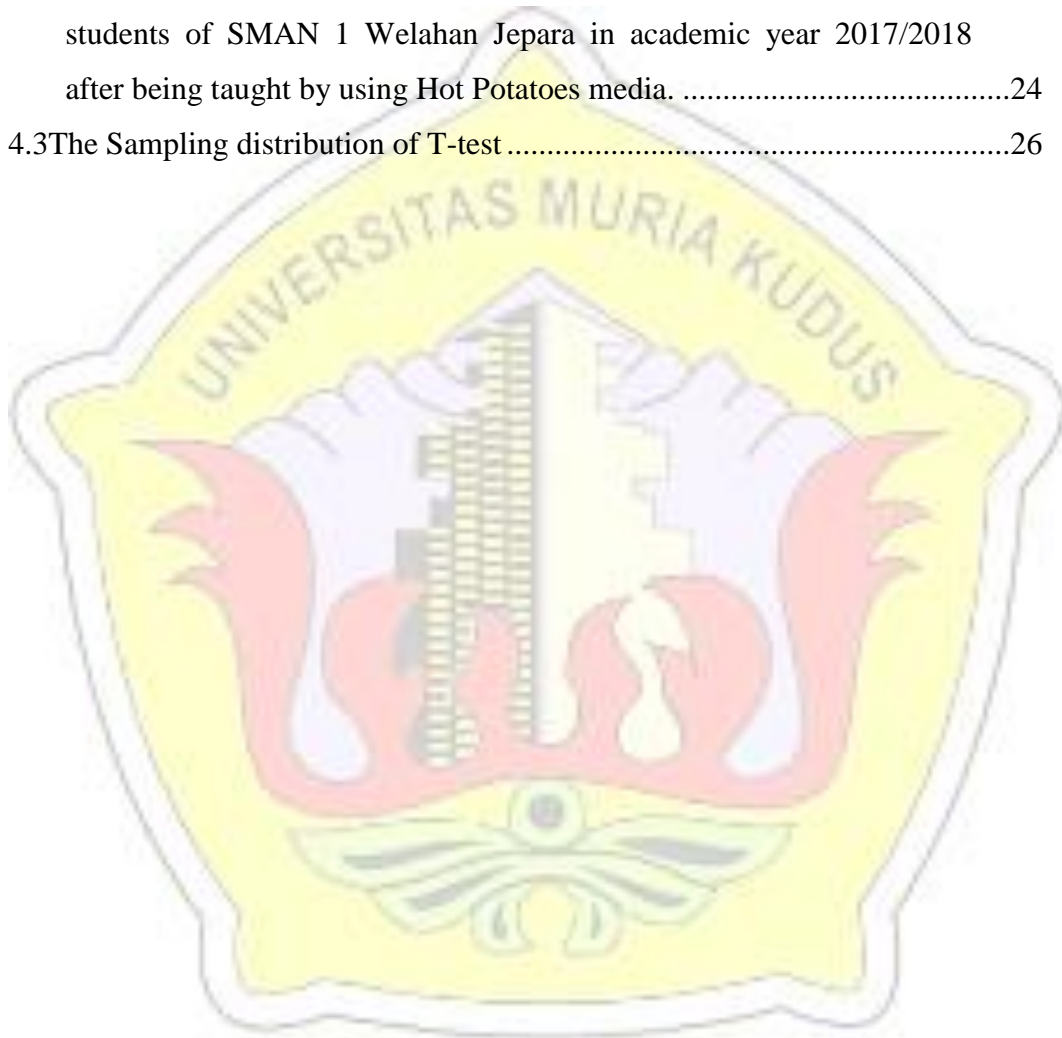 students of SMAN 1 Welahan Jepara in academic year 2017/2018
after being taught by using Hot Potatoes media. ......................................24
4.3The Sampling distribution of T-test ..........................................................26
UNIVERSITAS MURIA KUDUS